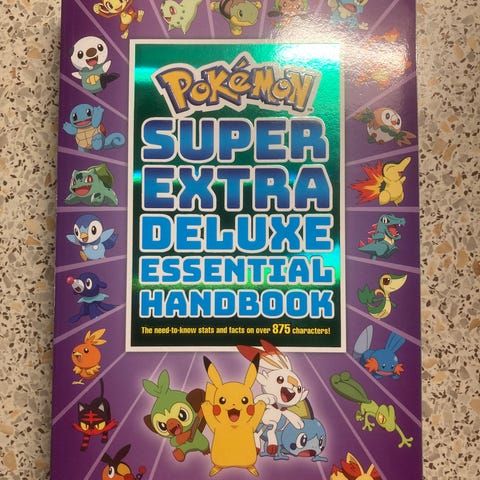 POKÉMON
SUPER
EXTRA
DELUXE
ESSENTIAL
HANDBOOK
The need-to-know stats and facts on over 875 characters!